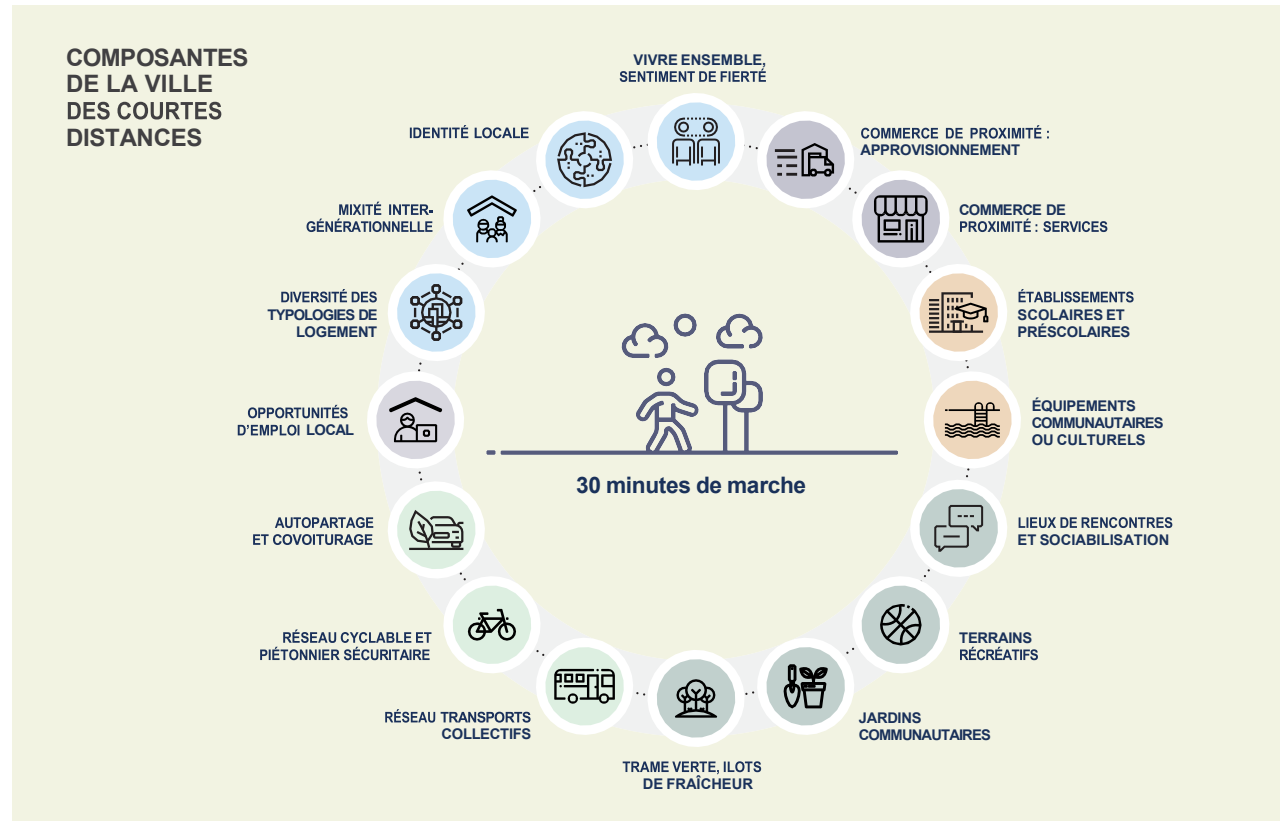 COMPOSANTES
DE LA VILLE
DES COURTES
DISTANCES
VIVRE ENSEMBLE,
SENTIMENT DE FIERTÉ
COMMERCE DE PROXIMITÉ :
APPROVISIONNEMENT
COMMERCE DE
PROXIMITÉ : SERVICES
ÉTABLISSEMENTS
SCOLAIRES ET
PRÉSCOLAIRES
ÉQUIPEMENTS
COMMUNAUTAIRES
OU CULTURELS
LIEUX DE RENCONTRES
ET SOCIABILISATION
TERRAINS
RÉCRÉATIFS
JARDINS
COMMUNAUTAIRES
TRAME VERTE, ILOTS
DE FRAÎCHEUR
RÉSEAU TRANSPORTS
COLLECTIFS
RÉSEAU CYCLABLE ET
PIÉTONNIER SÉCURITAIRE
AUTOPARTAGE
ET COVOITURAGE
OPPORTUNITÉS
D'EMPLOI LOCAL
DIVERSITÉ DES
TYPOLOGIES DE
LOGEMENT
MIXITÉ INTER-
GÉNÉRATIONNELLE
IDENTITÉ LOCALE
30 minutes de marche